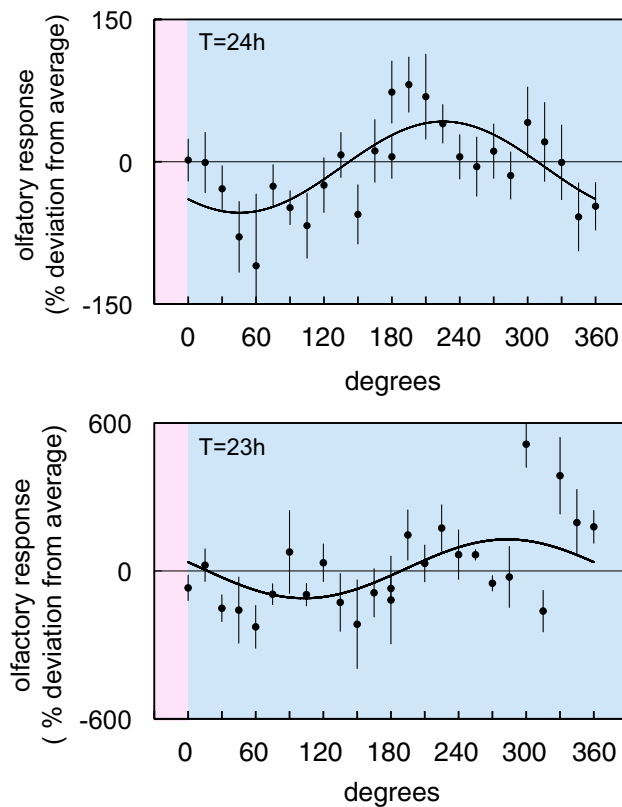 olfatory response
(% deviation from average)
150
0
-150
T=24h
0 60 120 180 240 300 360
degrees
olfactory response
( % deviation from average)
600
0
-600
T=23h
0 60 120 180 240 300 360
degrees